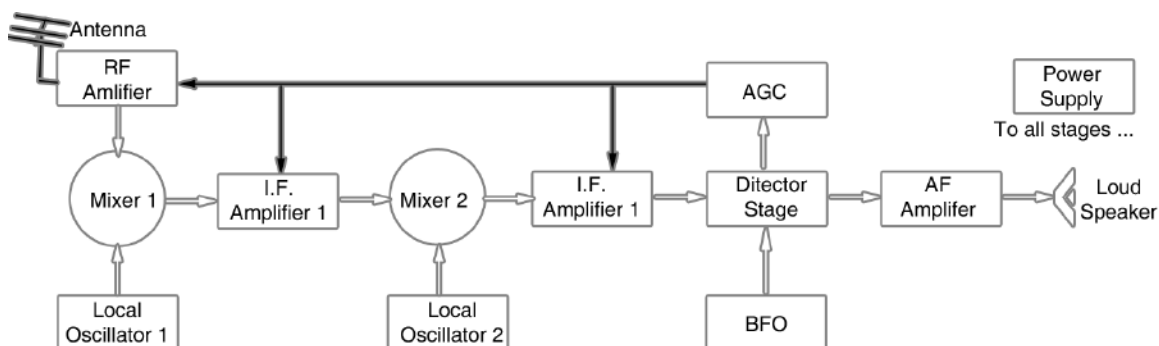 Antenna
RF
Amlifier
AGC
Power
Supply
To all stages ...
Mixer 1
I.F.
Amplifier 1
Mixer 2
I.F.
Amplifier 1
Ditector
Stage
AF
Amplifer
Loud
Speaker
Local
Oscillator 1
Local
Oscillator 2
BFO